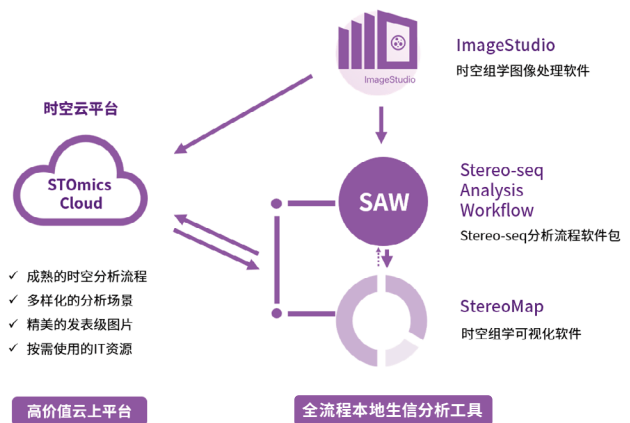 时空云平台
STOmics
Cloud
✓ 成熟的时空分析流程
✓ 多样化的分析场景
✓ 精美的发表级图片
✓ 按需使用的IT资源
高价值云上平台
ImageStudio
ImageStudio
时空组学图像处理软件
SAW
Stereo-seq
Analysis
Workflow
Stereo-seq分析流程软件包
StereoMap
时空组学可视化软件
全流程本地生信分析工具